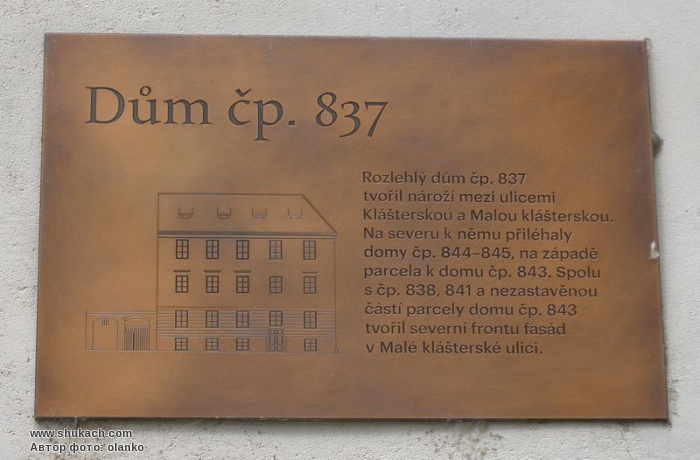 Dům čp. 837
Rozlehlý dům čp. 837
tvořil nároží mezi ulicemi
Klášterskou a Malou klášterskou.
Na severu k němu přiléhaly
domy čp. 844–845, na západě
parcela k domu čp. 843. Spolu
s čp. 838, 841 a nezastavěnou
částí parcely domu čp. 843
tvořil severní frontu fasád
v Malé klášterské ulici.
www.shukach.com
Автор фото: olanko